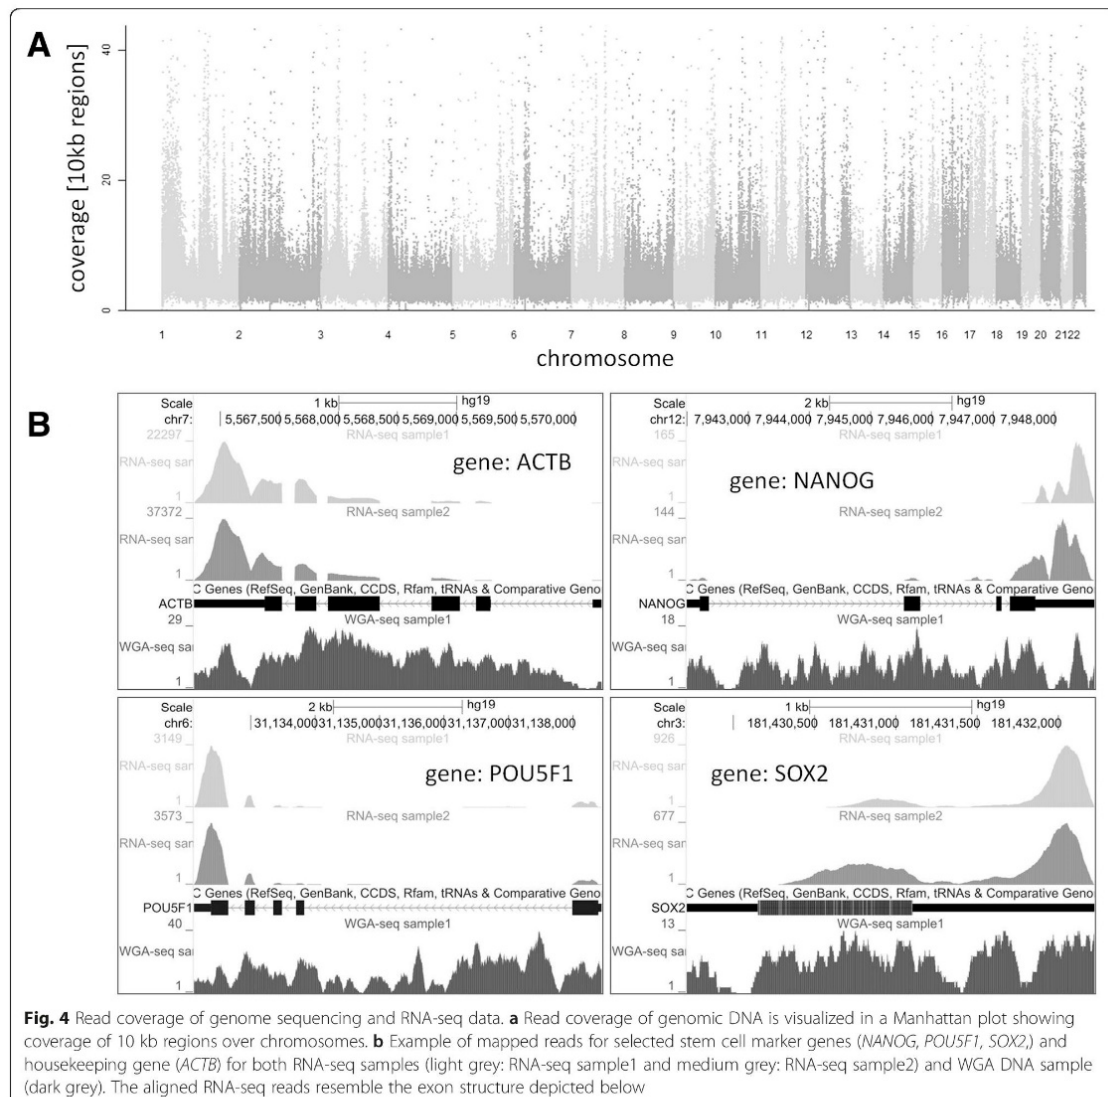 A
coverage [10kb regions]
40
20
0
1 2 3 4 5 6 7 8 9 10 11 12 13 14 15 16 17 18 19 20 2122
chromosome
B
Scale 1 kb hg19
chr7: 5,567,500 5,568,000 5,568,500 5,569,000 5,569,500 5,570,000
RNA-seq sample1
22297
RNA-seq sar
gene: ACTB
1
RNA-seq sample2
37372
RNA-seq sar
1
C Genes (RefSeq, GenBank, CCDS, Rfam, tRNAs & Comparative Geno
ACTB
WGA-seq sample1
29
WGA-seq sar
1
Scale 2 kb hg19
chr12: 7,943,000 7,944,000 7,945,000 7,946,000 7,947,000 7,948,000
RNA-seq sample1
165
RNA-seq sar
gene: NANOG
1
RNA-seq sample2
144
RNA-seq sar
1
C Genes (RefSeq, GenBank, CCDS, Rfam, tRNAs & Comparative Geno
NANOG
WGA-seq sample1
18
WGA-seq sar
1
Scale 2 kb hg19
chr6: 31,134,000 31,135,000 31,136,000 31,137,000 31,138,000
RNA-seq sample1
3149
RNA-seq sar
gene: POU5F1
1
RNA-seq sample2
3573
RNA-seq sar
1
C Genes (RefSeq, GenBank, CCDS, Rfam, tRNAs & Comparative Geno
POU5F1
WGA-seq sample1
40
WGA-seq sar
1
Scale 1 kb hg19
chr3: 181,430,500 181,431,000 181,431,500 181,432,000
RNA-seq sample1
926
RNA-seq sar
gene: SOX2
1
RNA-seq sample2
677
RNA-seq sar
1
C Genes (RefSeq, GenBank, CCDS, Rfam, tRNAs & Comparative Geno
SOX2
WGA-seq sample1
13
WGA-seq sar
1
Fig. 4 Read coverage of genome sequencing and RNA-seq data. a Read coverage of genomic DNA is visualized in a Manhattan plot showing
coverage of 10 kb regions over chromosomes. b Example of mapped reads for selected stem cell marker genes (NANOG, POU5F1, SOX2,) and
housekeeping gene (ACTB) for both RNA-seq samples (light grey: RNA-seq sample1 and medium grey: RNA-seq sample2) and WGA DNA sample
(dark grey). The aligned RNA-seq reads resemble the exon structure depicted below